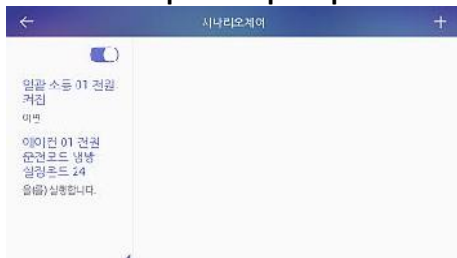 시나리오제어
일괄 소등 01 전원
켜짐
이면
에어컨 01 전원
운전모드 냉방
설정온도 24
을(를) 실행합니다.